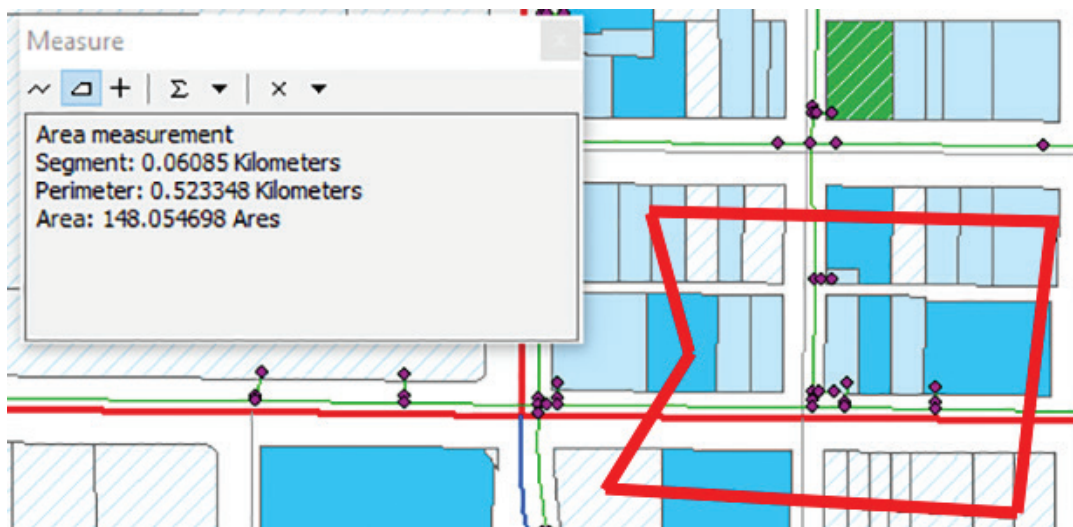 Measure
Area measurement
Segment: 0.06085 Kilometers
Perimeter: 0.523348 Kilometers
Area: 148.054698 Ares